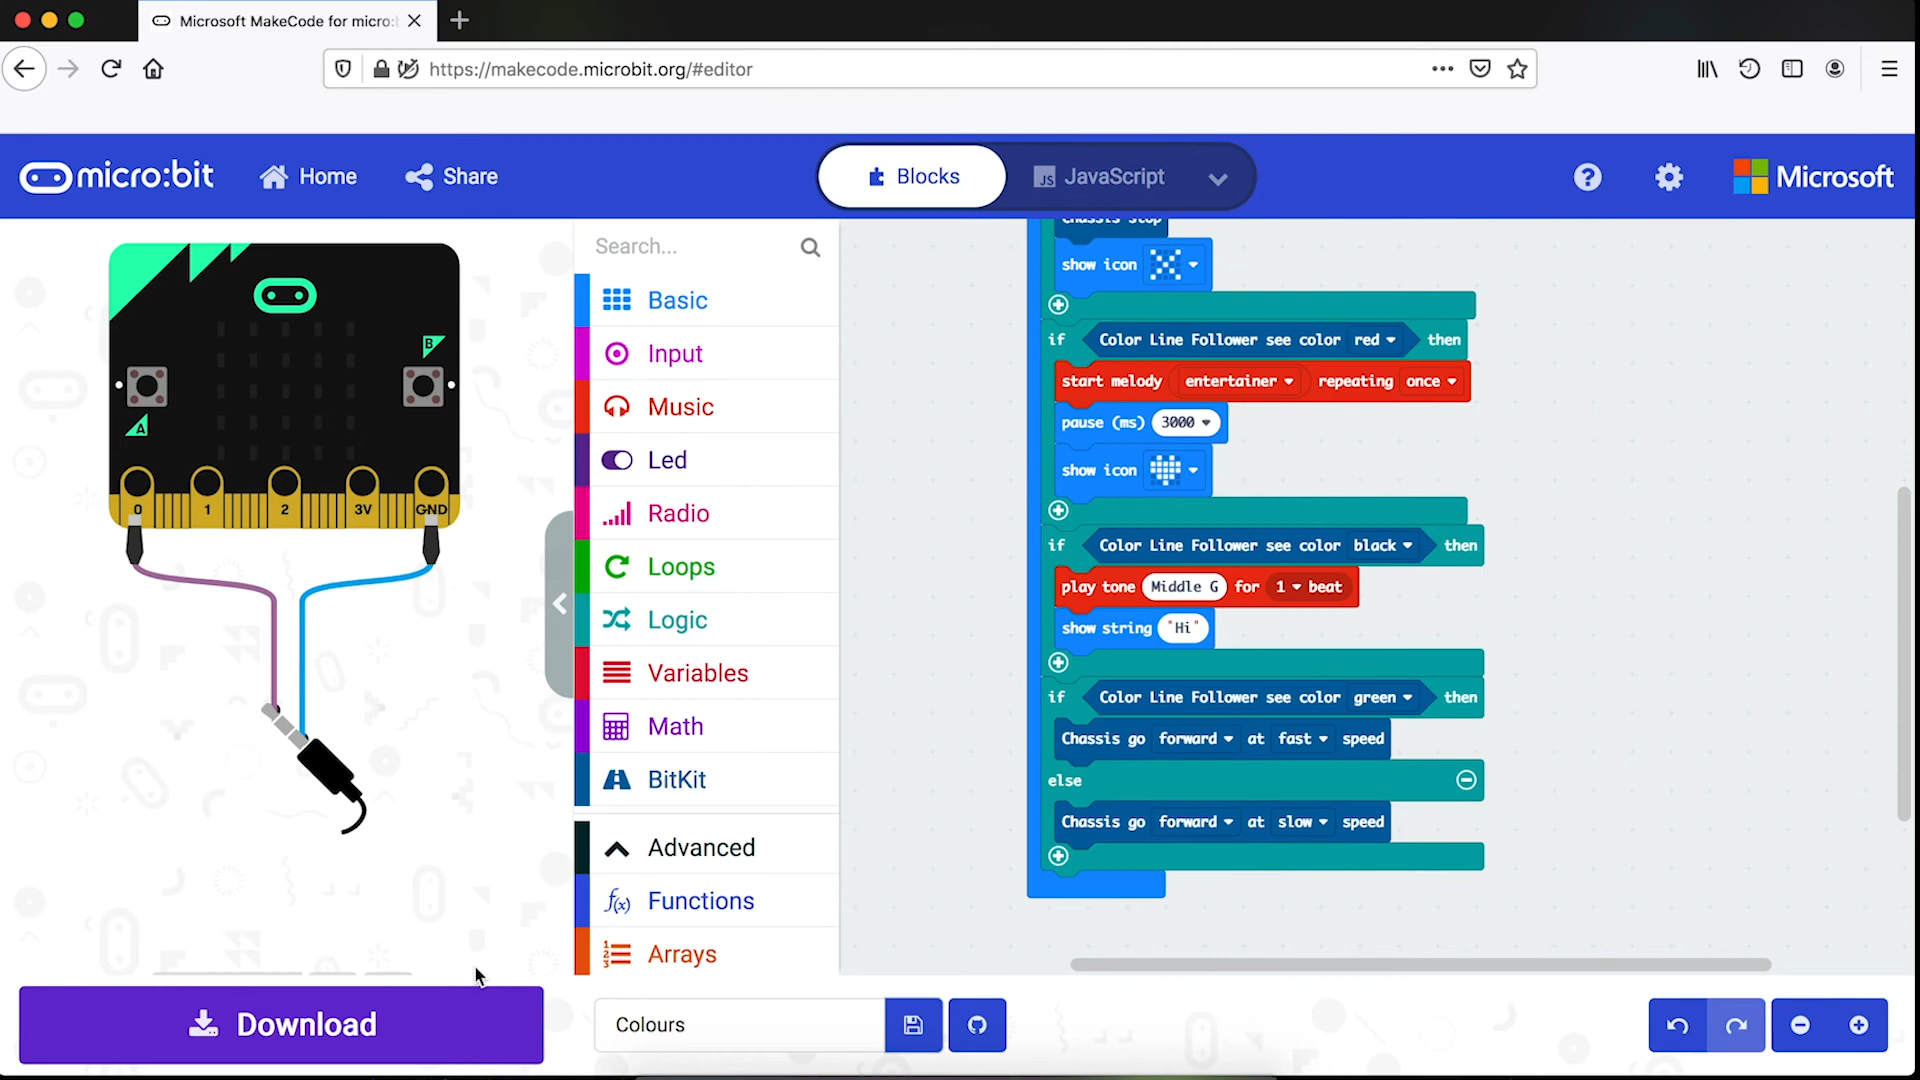 Microsoft MakeCode for micro:b
https://makecode.microbit.org/#editor
micro:bit
Home
Share
Blocks
JS
JavaScript
?
Microsoft
B
A
0
1
2
3V
GND
Search...
Basic
Input
Music
Led
Radio
Loops
Logic
Variables
Math
BitKit
Advanced
f(x) Functions
Arrays
Chassis stop
show icon
if Color Line Follower see color red then
start melody entertainer repeating once
pause (ms) 3000
show icon
if Color Line Follower see color black then
play tone Middle G for 1 beat
show string "Hi"
if Color Line Follower see color green then
Chassis go forward at fast speed
else
Chassis go forward at slow speed
Download
Colours